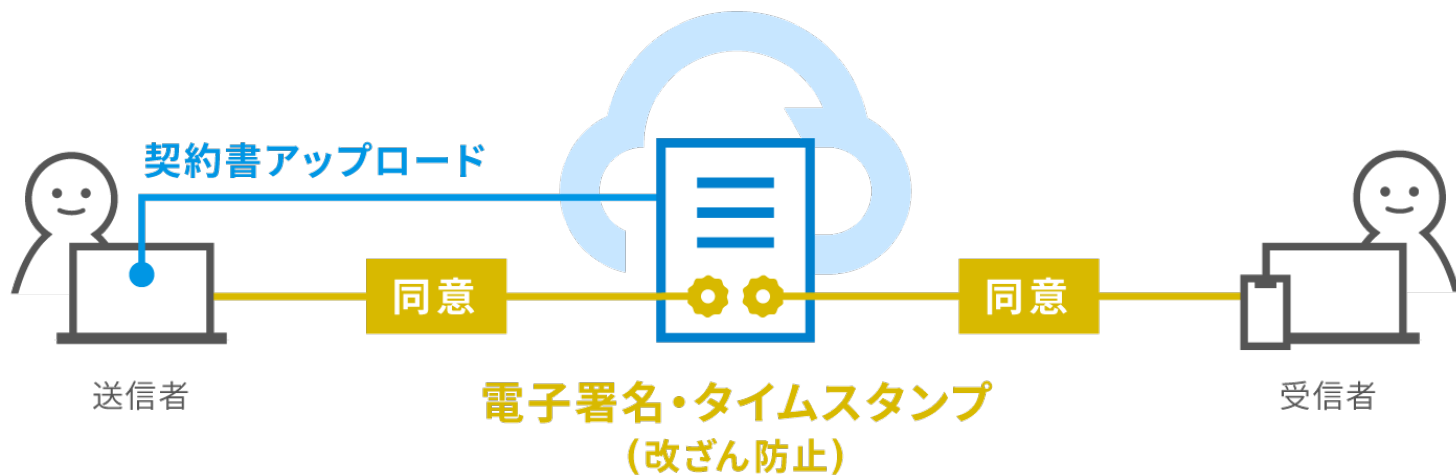 契約書アップロード
同意
同意
送信者
電子署名・タイムスタンプ
(改ざん防止)
受信者